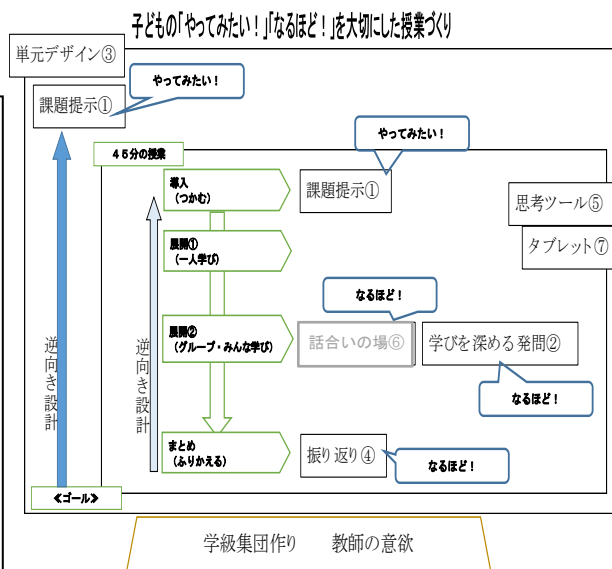 子どもの「やってみたい！」「なるほど！」を大切にした授業づくり
単元デザイン③
やってみたい！
課題提示①
やってみたい！
４５分の授業
導入
（つかむ）
課題提示①
思考ツール⑤
タブレット⑦
展開①
（一人学び）
なるほど！
展開②
（グループ・みんな学び）
話合いの場⑥
学びを深める発問②
逆向き設計
逆向き設計
なるほど！
まとめ
（ふりかえる）
振り返り④
なるほど！
≪ゴール≫
学級集団作り　　教師の意欲